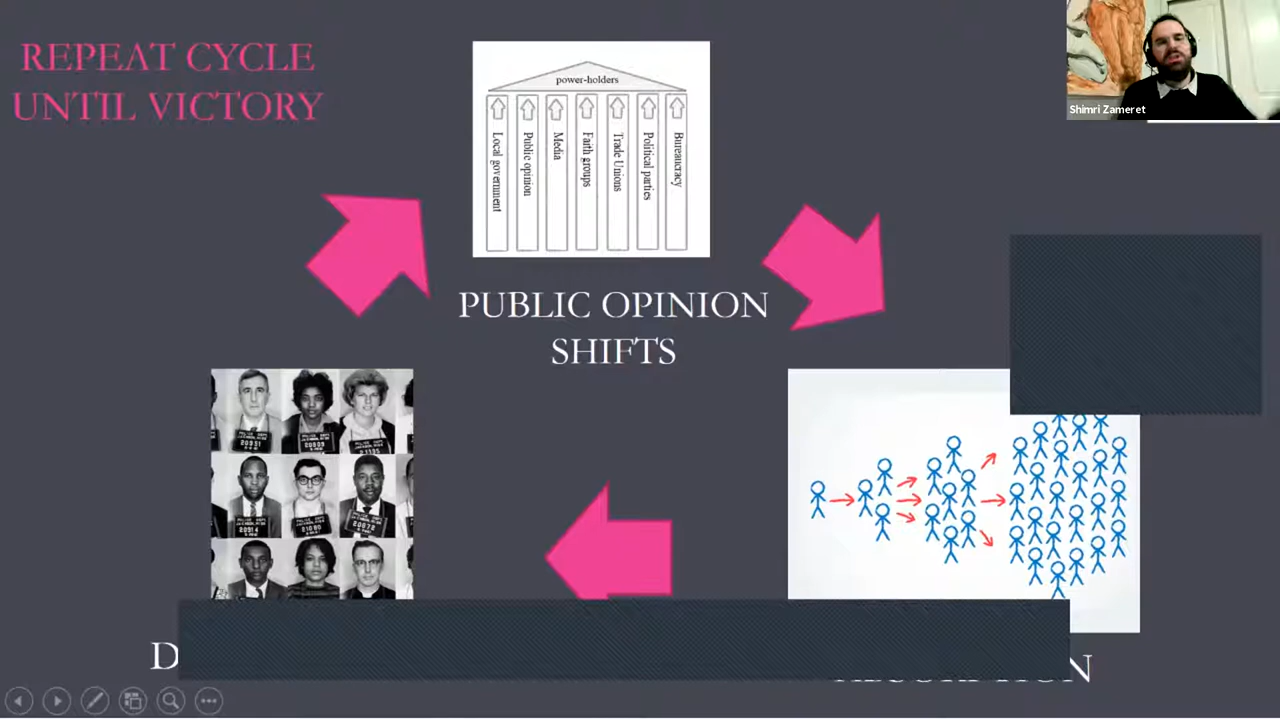 REPEAT CYCLE
UNTIL VICTORY
power-holders
Local government
Public opinion
Media
Faith groups
Trade Unions
Political parties
Bureaucracy
Shimri Zameret
PUBLIC OPINION
SHIFTS